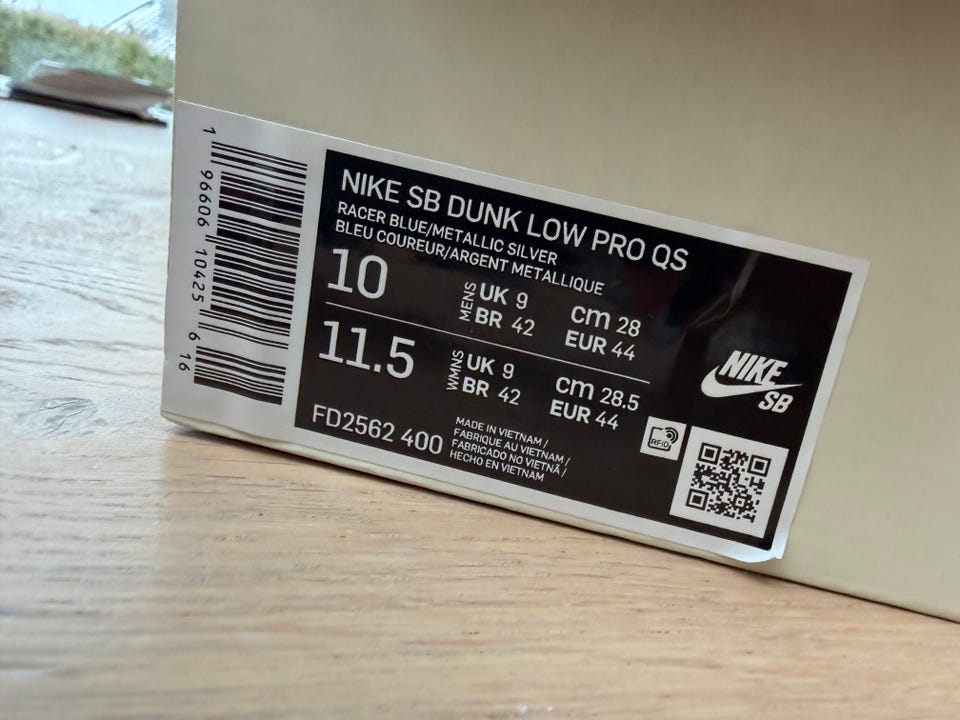 1 96606 10425 6 16
NIKE SB DUNK LOW PRO QS
RACER BLUE/METALLIC SILVER
BLEU COUREUR/ARGENT METALLIQUE
10
MENS
UK 9
BR 42
cm 28
EUR 44
11.5
WMNS
UK 9
BR 42
cm 28.5
EUR 44
FD2562 400
MADE IN VIETNAM /
FABRIQUE AU VIETNAM /
FABRICADO NO VIETNÃ /
HECHO EN VIETNAM
RFID
NIKE
SB